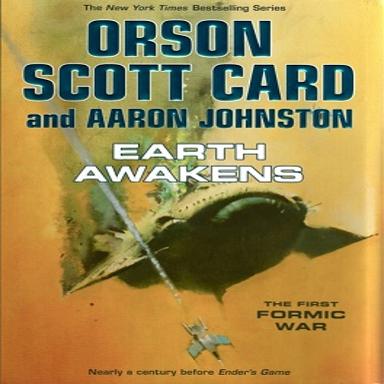 The New York Times Bestselling Series
ORSON
SCOTT CARD
and AARON JOHNSTON
EARTH
AWAKENS
THE FIRST
FORMIC
WAR
Nearly a century before Ender's Game